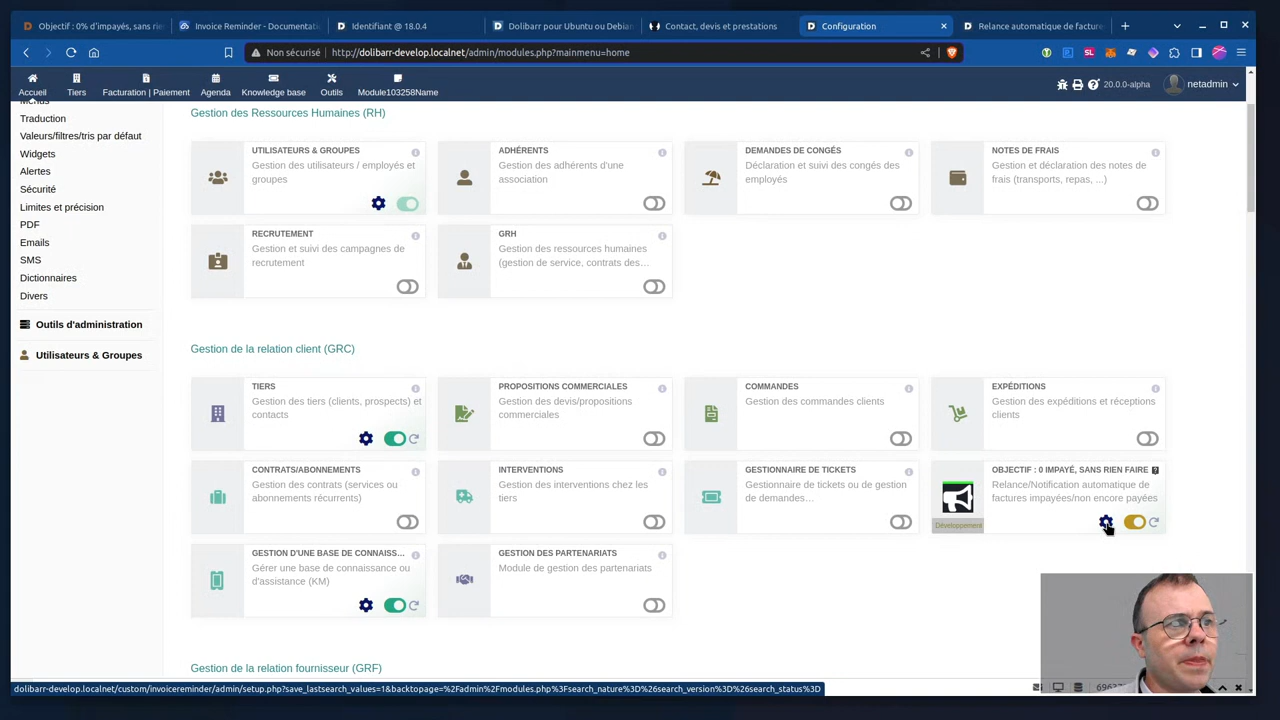 Objectif : 0% d'impayés, sans rien
Invoice Reminder - Documentat
Identifiant @ 18.0.4
Dolibarr pour Ubuntu ou Debian
Contact, devis et prestations
Configuration
Relance automatique de facture
Non sécurisé
http://dolibarr-develop.localnet/admin/modules.php?mainmenu=home
Accueil
Tiers
Facturation | Paiement
Agenda
Knowledge base
Outils
Module103258Name
20.0.0-alpha
netadmin
Menus
Traduction
Valeurs/filtres/tris par défaut
Widgets
Alertes
Sécurité
Limites et précision
PDF
Emails
SMS
Dictionnaires
Divers
Outils d'administration
Utilisateurs & Groupes
Gestion des Ressources Humaines (RH)
UTILISATEURS & GROUPES
Gestion des utilisateurs / employés et
groupes
ADHÉRENTS
Gestion des adhérents d'une
association
DEMANDES DE CONGÉS
Déclaration et suivi des congés des
employés
NOTES DE FRAIS
Gestion et déclaration des notes de
frais (transports, repas, ...)
RECRUTEMENT
Gestion et suivi des campagnes de
recrutement
GRH
Gestion des ressources humaines
(gestion de service, contrats des…
Gestion de la relation client (GRC)
TIERS
Gestion des tiers (clients, prospects) et
contacts
PROPOSITIONS COMMERCIALES
Gestion des devis/propositions
commerciales
COMMANDES
Gestion des commandes clients
EXPÉDITIONS
Gestion des expéditions et réceptions
clients
CONTRATS/ABONNEMENTS
Gestion des contrats (services ou
abonnements récurrents)
INTERVENTIONS
Gestion des interventions chez les
tiers
GESTIONNAIRE DE TICKETS
Gestionnaire de tickets ou de gestion
de demandes…
OBJECTIF : 0 IMPAYÉ, SANS RIEN FAIRE
Relance/Notification automatique de
factures impayées/non encore payées
Développement
GESTION D'UNE BASE DE CONNAISS...
Gérer une base de connaissance ou
d'assistance (KM)
GESTION DES PARTENARIATS
Module de gestion des partenariats
Gestion de la relation fournisseur (GRF)
dolibarr-develop.localnet/custom/invoicereminder/admin/setup.php?save_lastsearch_values=1&backtopage=%2Fadmin%2Fmodules.php%3Fsearch_nature%3D%26search_version%3D%26search_status%3D